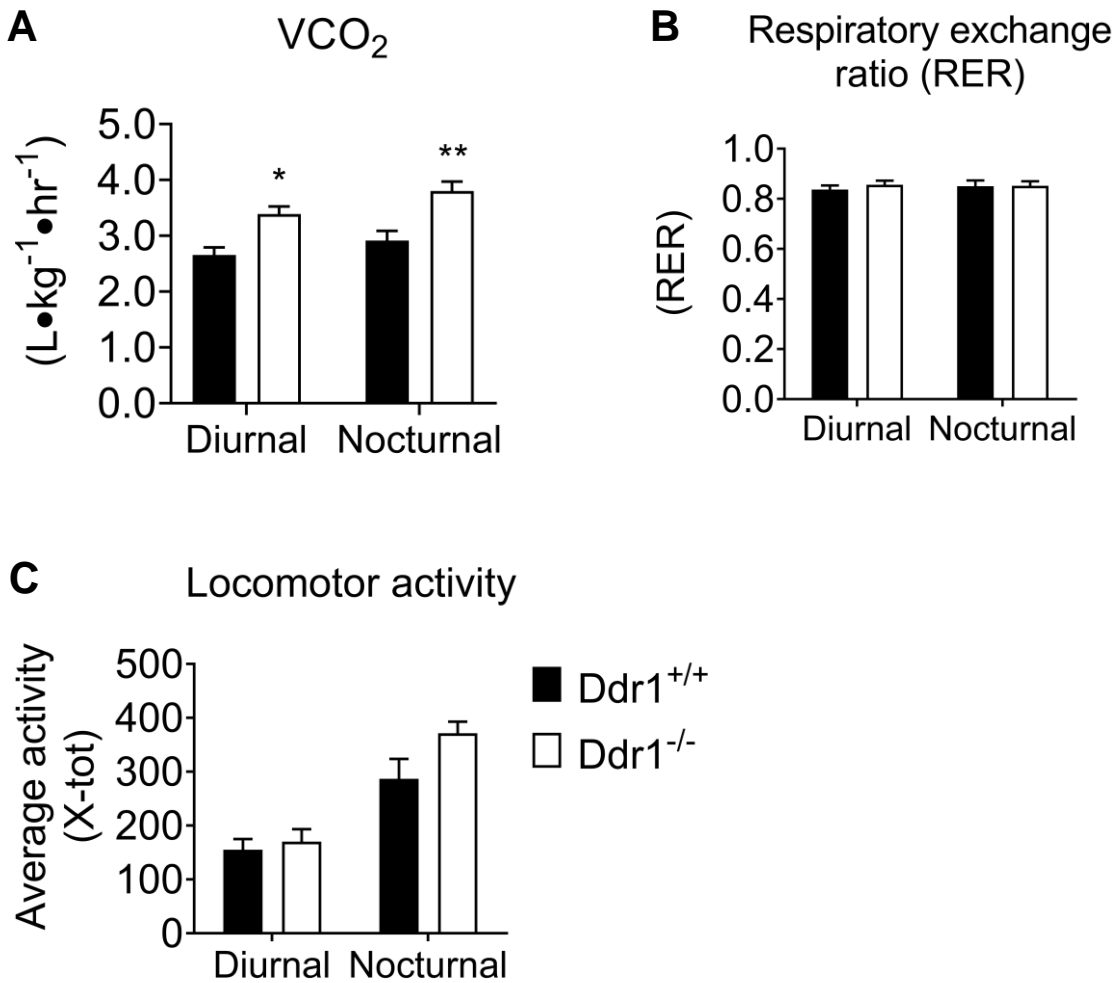 A
VCO₂
(L•kg⁻¹•hr⁻¹)
5.0
4.0
3.0
2.0
1.0
0.0
*
**
Diurnal Nocturnal
B
Respiratory exchange
ratio (RER)
(RER)
1.0
0.8
0.6
0.4
0.2
0.0
Diurnal Nocturnal
C
Locomotor activity
Average activity
(X-tot)
500
400
300
200
100
0
Diurnal Nocturnal
Ddr1⁺/⁺
Ddr1⁻/⁻